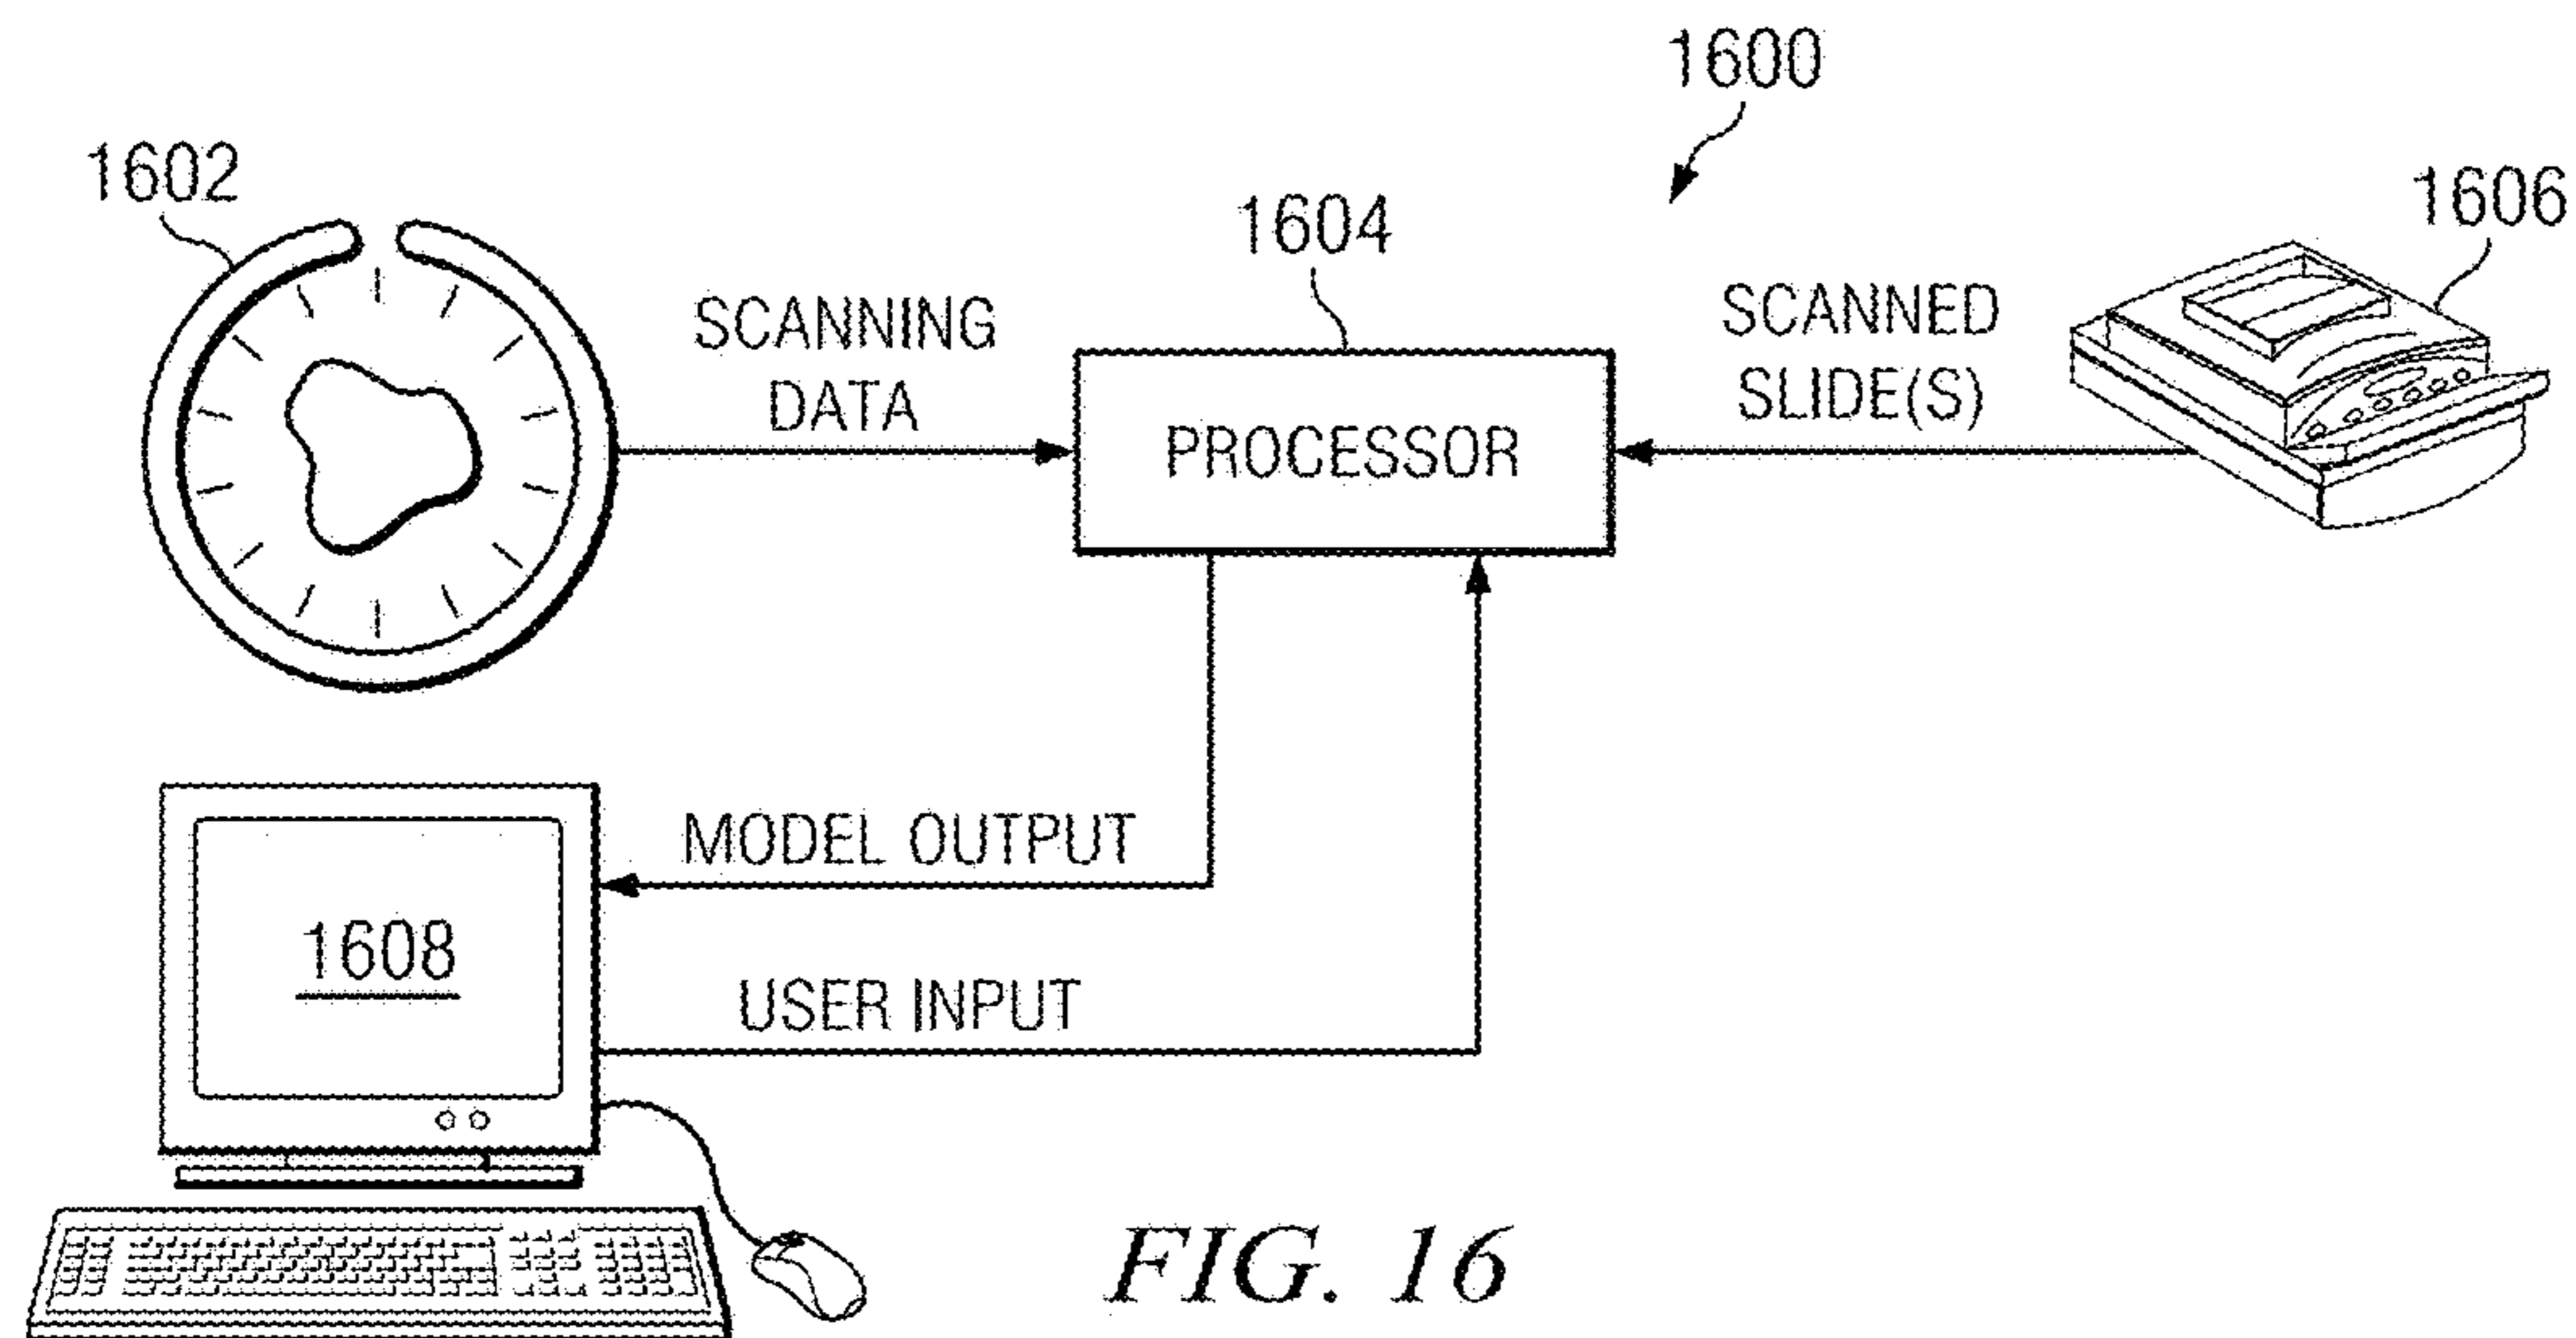 1600
1602
1604
1606
SCANNING
DATA
PROCESSOR
SCANNED
SLIDE(S)
MODEL OUTPUT
1608
USER INPUT
FIG. 16